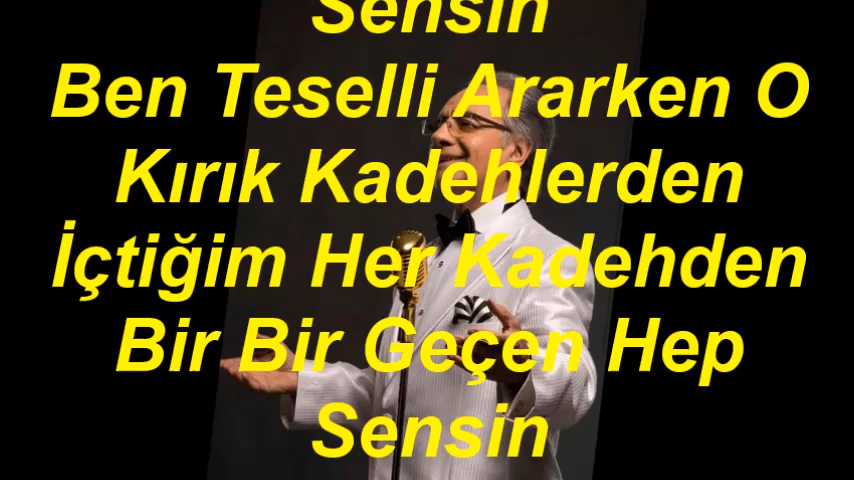 Sensin
Ben Teselli Ararken O
Kırık Kadehlerden
İçtiğim Her Kadehden
Bir Bir Geçen Hep
Sensin